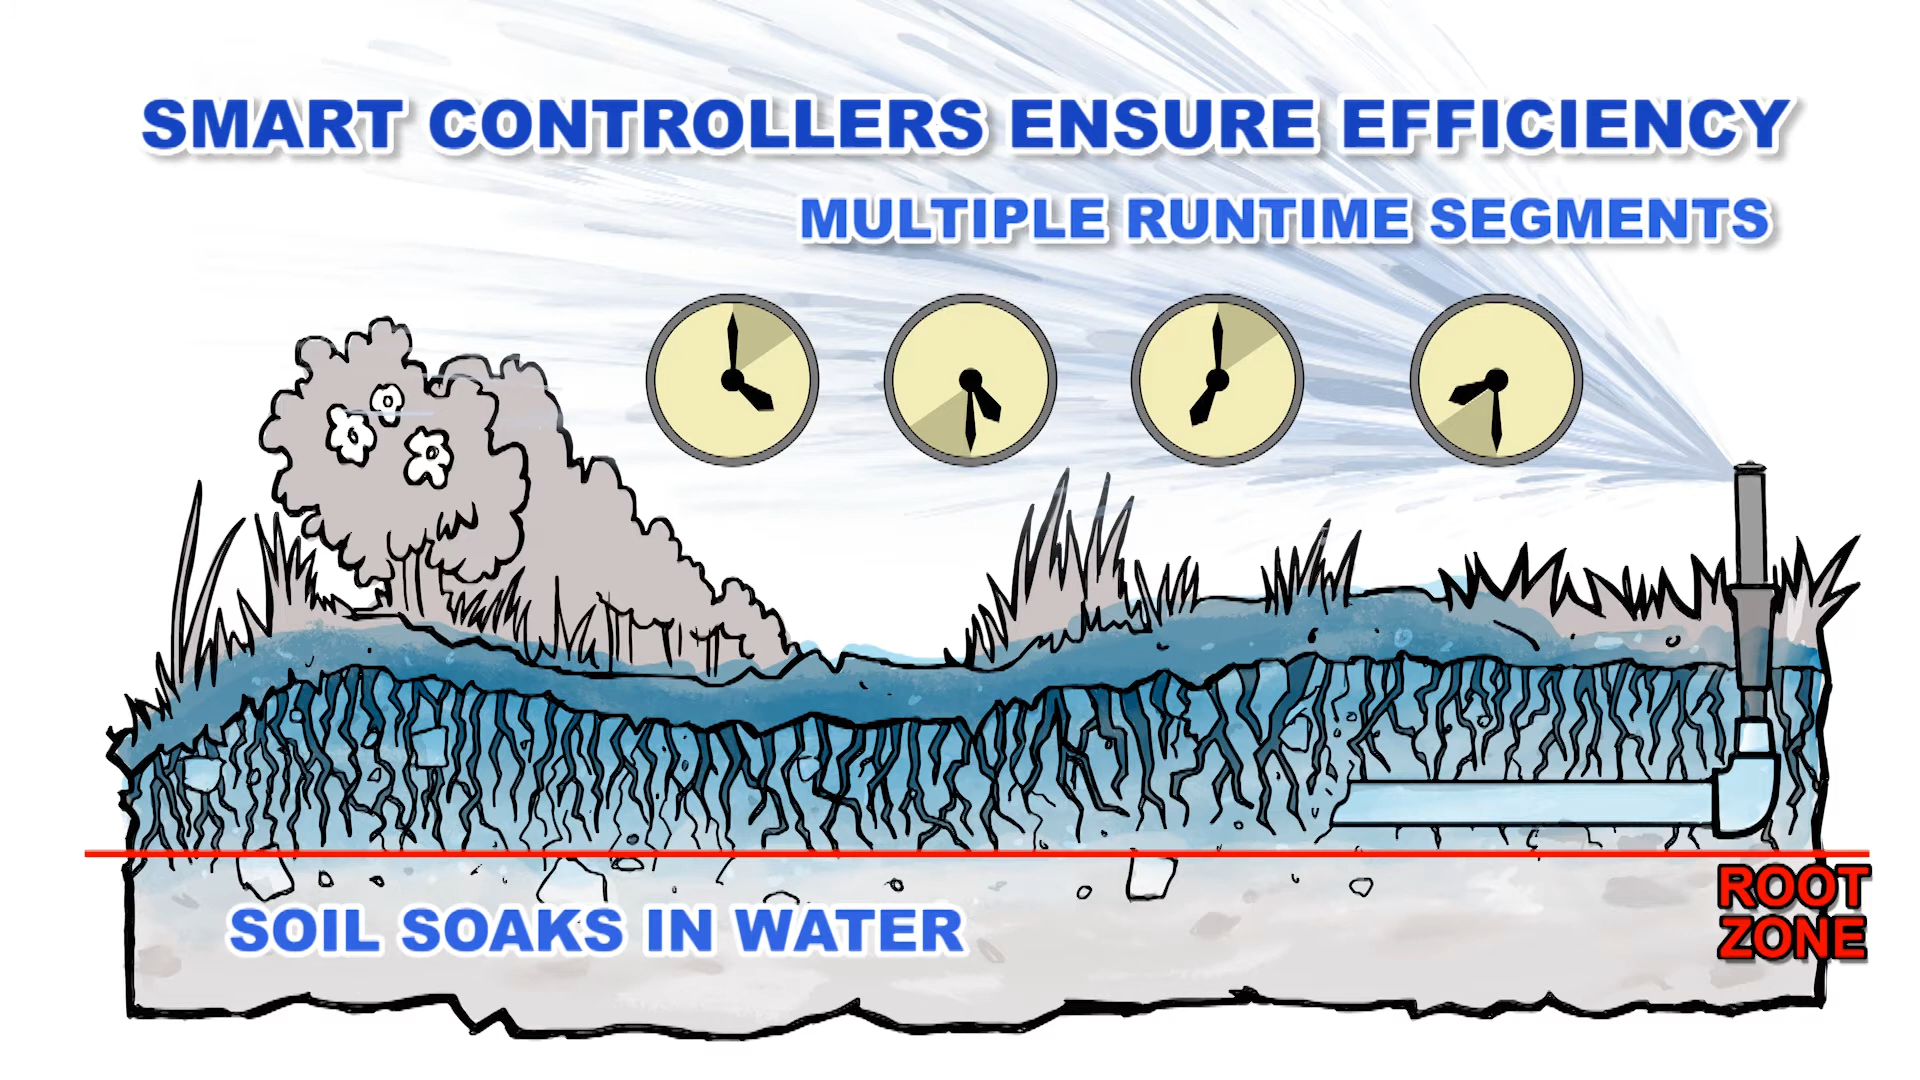 SMART CONTROLLERS ENSURE EFFICIENCY
MULTIPLE RUNTIME SEGMENTS
SOIL SOAKS IN WATER
ROOT
ZONE